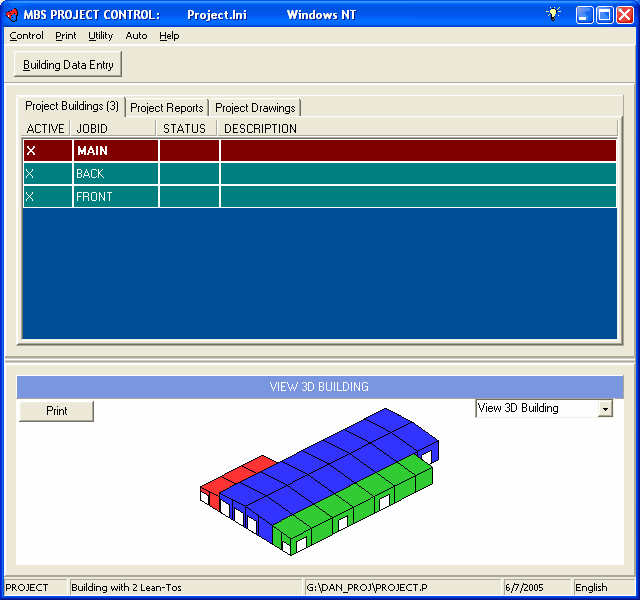 MBS PROJECT CONTROL: Project.Ini Windows NT
Control Print Utility Auto Help
Building Data Entry
Project Buildings (3) Project Reports Project Drawings
ACTIVE JOBID STATUS DESCRIPTION
X MAIN
X BACK
X FRONT
VIEW 3D BUILDING
Print View 3D Building
PROJECT Building with 2 Lean-Tos G:\DAN_PROJ\PROJECT.P 6/7/2005 English